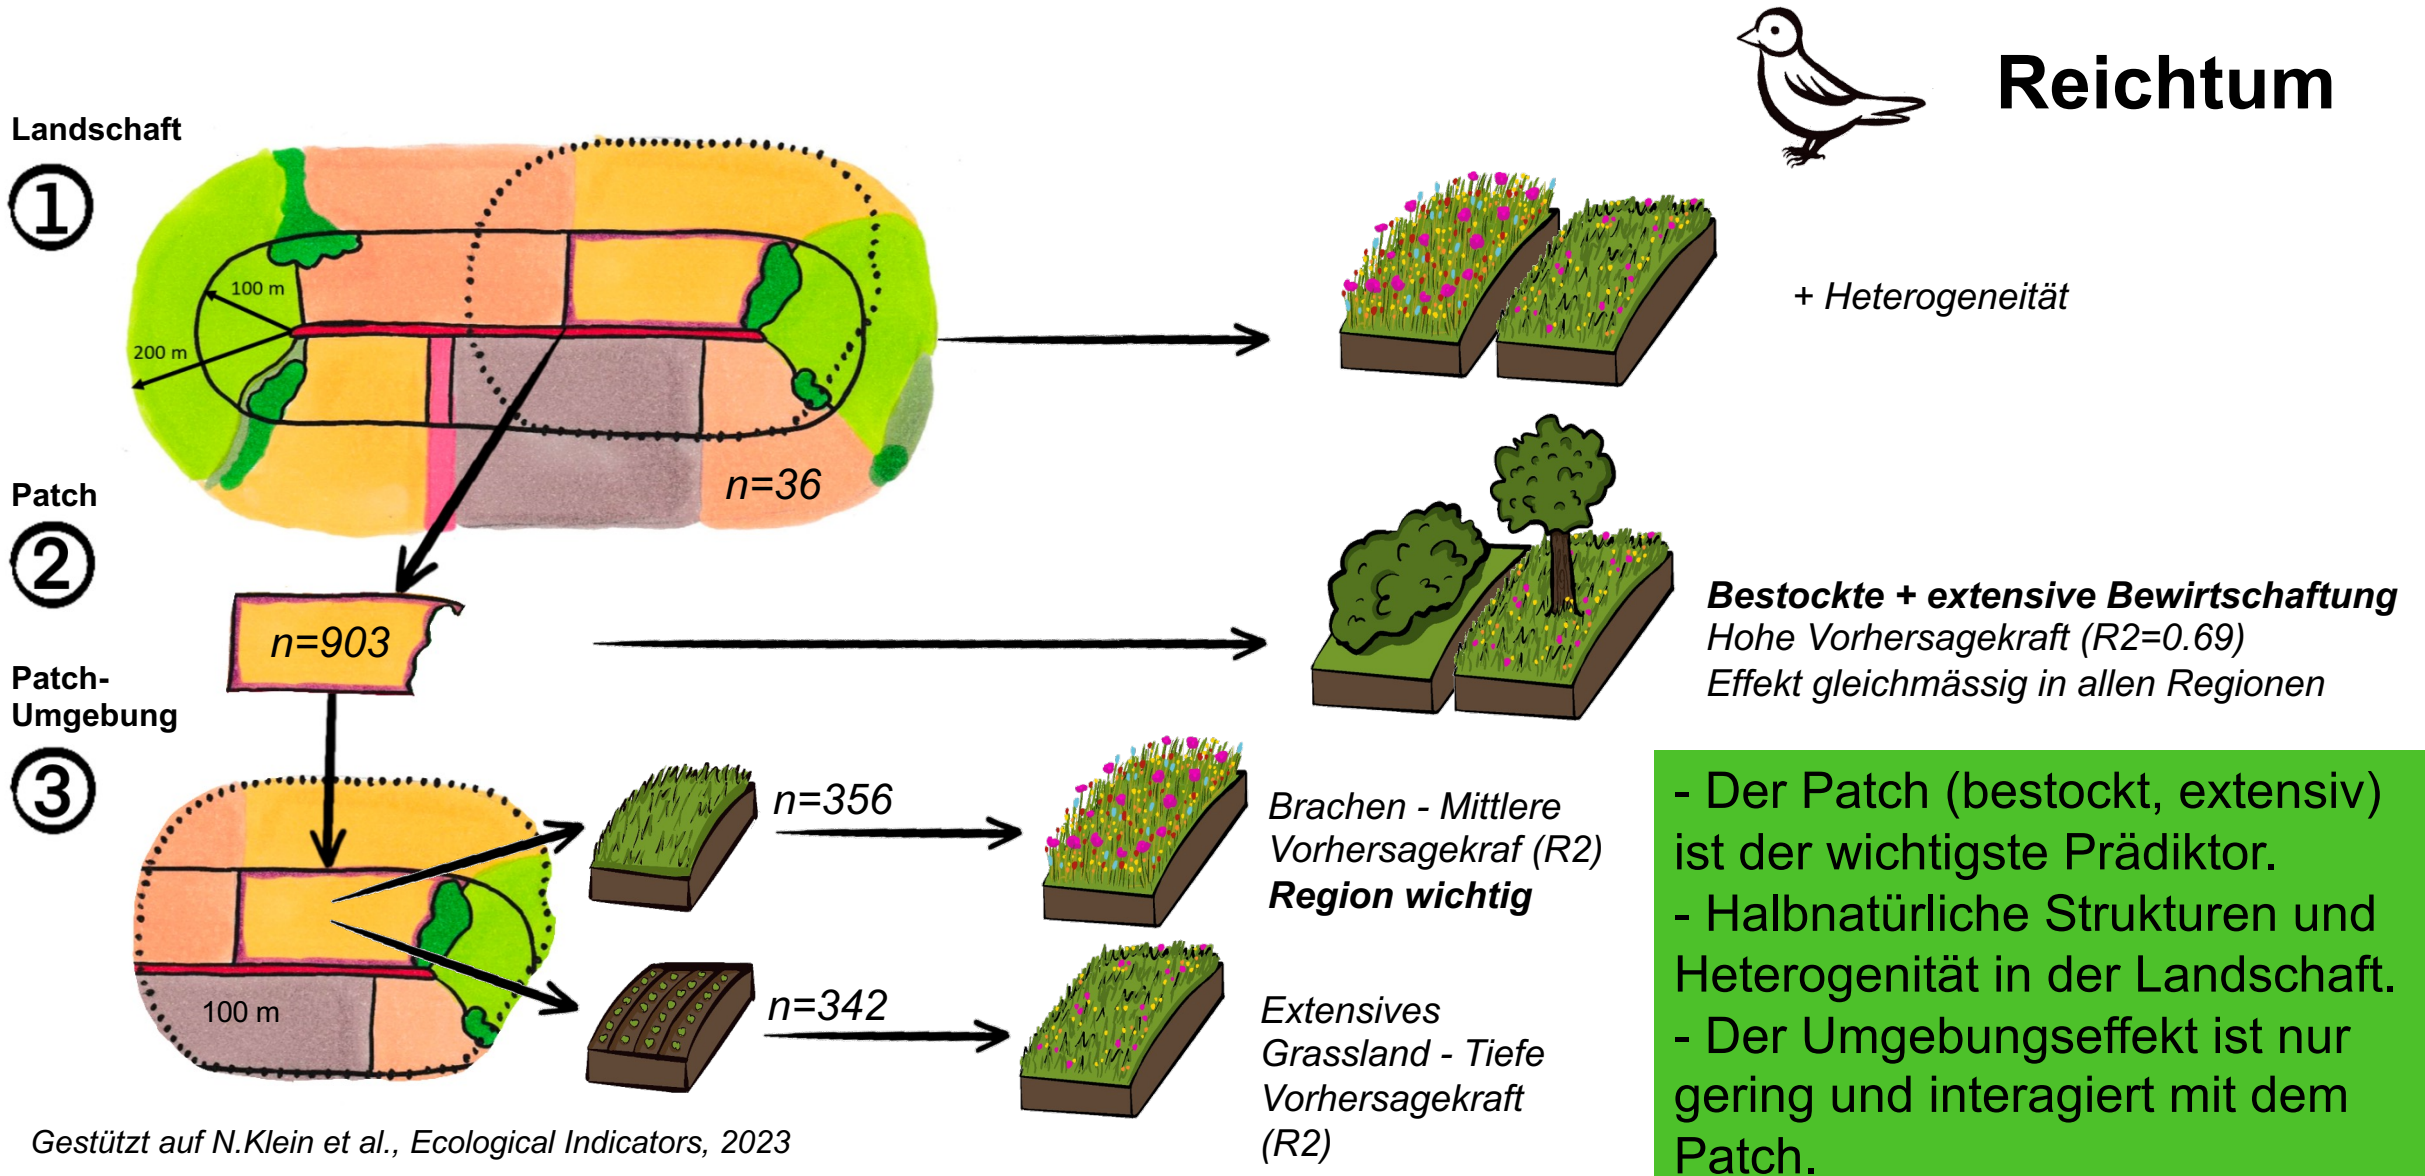 Reichtum
Landschaft
1
100 m
200 m
n=36
+ Heterogeneität
Patch
2
n=903
Bestockte + extensive Bewirtschaftung
Hohe Vorhersagekraft (R2=0.69)
Effekt gleichmässig in allen Regionen
Patch-
Umgebung
3
100 m
n=356
Brachen - Mittlere
Vorhersagekraf (R2)
Region wichtig
n=342
Extensives
Grassland - Tiefe
Vorhersagekraft
(R2)
- Der Patch (bestockt, extensiv)
ist der wichtigste Prädiktor.
- Halbnatürliche Strukturen und
Heterogenität in der Landschaft.
- Der Umgebungseffekt ist nur
gering und interagiert mit dem
Patch.
Gestützt auf N.Klein et al., Ecological Indicators, 2023